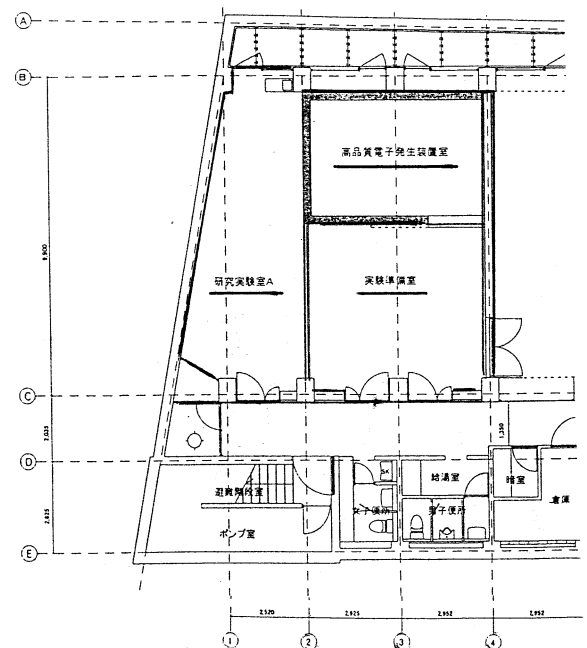 A
B
高品質電子発生装置室
9,900
研究実験室A
実験準備室
C
2,035
1,350
D
SK
給湯室
暗室
避難階段室
女子便所
男子便所
倉庫
2,825
ポンプ室
E
2,520
2,925
2,952
2,952
1
2
3
4